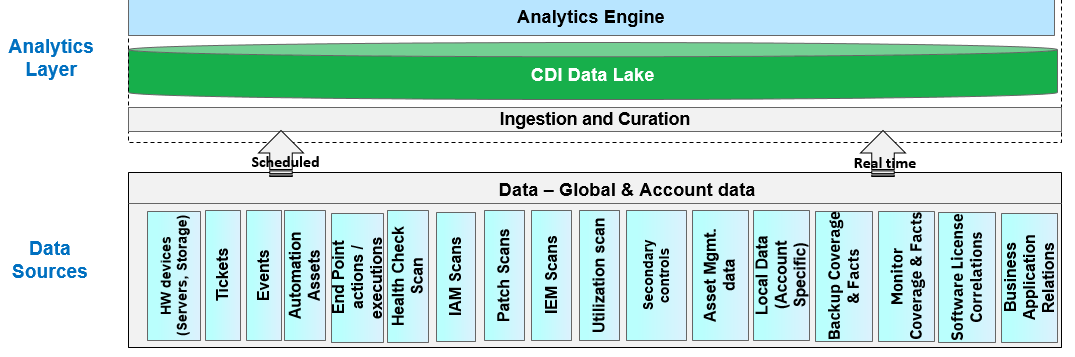 Analytics Engine
Analytics
Layer
CDI Data Lake
Ingestion and Curation
Scheduled
Real time
Data – Global & Account data
Data
Sources
HW devices
(Servers, Storage)
Tickets
Events
Automation
Assets
End Point
actions /
executions
Health Check
Scan
IAM Scans
Patch Scans
IEM Scans
Utilization scan
Secondary
controls
Asset Mgmt.
data
Local Data
(Account
Specific)
Backup Coverage
& Facts
Monitor
Coverage & Facts
Software License
Correlations
Business
Application
Relations